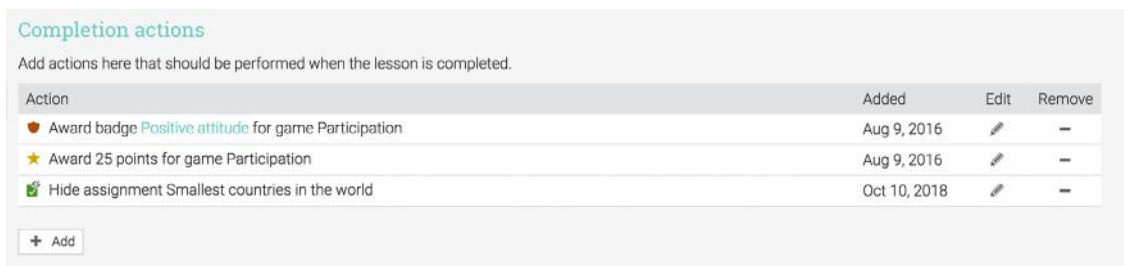 Completion actions
Add actions here that should be performed when the lesson is completed.
Action Added Edit Remove
Award badge Positive attitude for game Participation Aug 9, 2016
Award 25 points for game Participation Aug 9, 2016
Hide assignment Smallest countries in the world Oct 10, 2018
+ Add